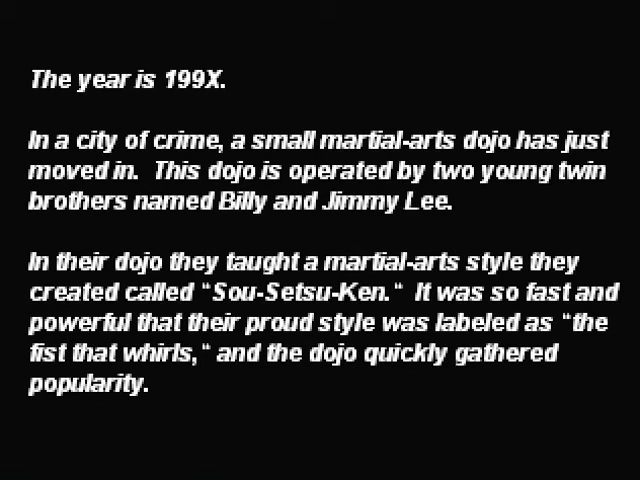 The year is 199X.
In a city of crime, a small martial-arts dojo has just
moved in.  This dojo is operated by two young twin
brothers named Billy and Jimmy Lee.
In their dojo they taught a martial-arts style they
created called “Sou-Setsu-Ken.“  It was so fast and
powerful that their proud style was labeled as “the
fist that whirls,“ and the dojo quickly gathered
popularity.